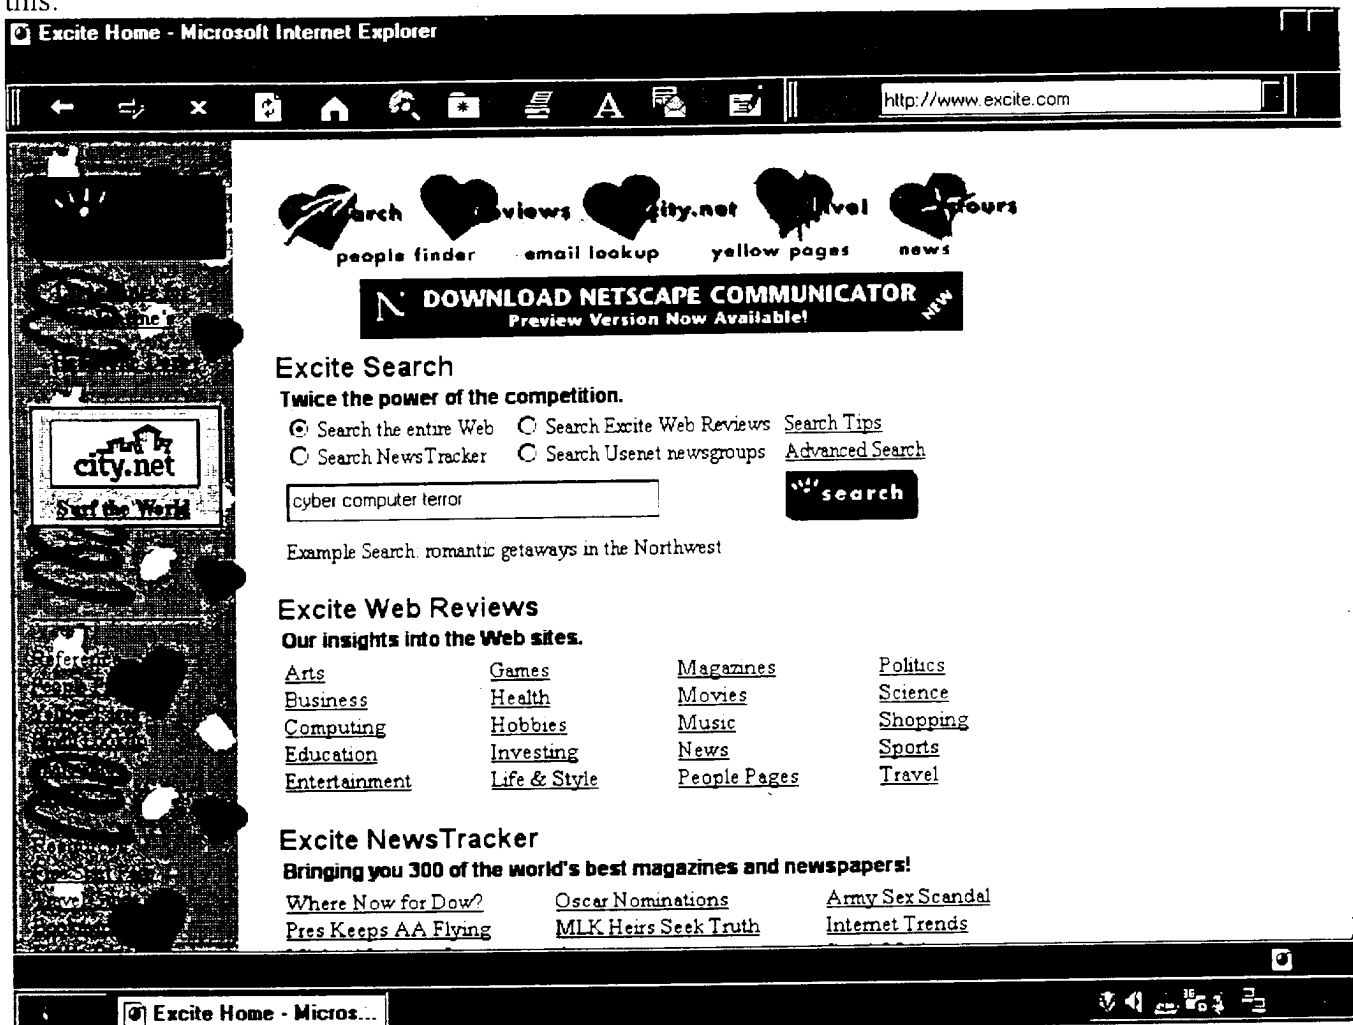 this.
Excite Home - Microsoft Internet Explorer
A
http://www.excite.com
city.net
people finder email lookup yellow pages news
N DOWNLOAD NETSCAPE COMMUNICATOR NEW
Preview Version Now Available!
Excite Search
Twice the power of the competition.
Search the entire Web Search Excite Web Reviews Search Tips
Search NewsTracker Search Usenet newsgroups Advanced Search
city.net
Surf the World
cyber computer terror
search
Example Search: romantic getaways in the Northwest
Excite Web Reviews
Our insights into the Web sites.
Arts Games Magazines Politics
Business Health Movies Science
Computing Hobbies Music Shopping
Education Investing News Sports
Entertainment Life & Style People Pages Travel
Excite NewsTracker
Bringing you 300 of the world's best magazines and newspapers!
Where Now for Dow? Oscar Nominations Army Sex Scandal
Pres Keeps AA Flying MLK Heirs Seek Truth Internet Trends
Excite Home - Micros...